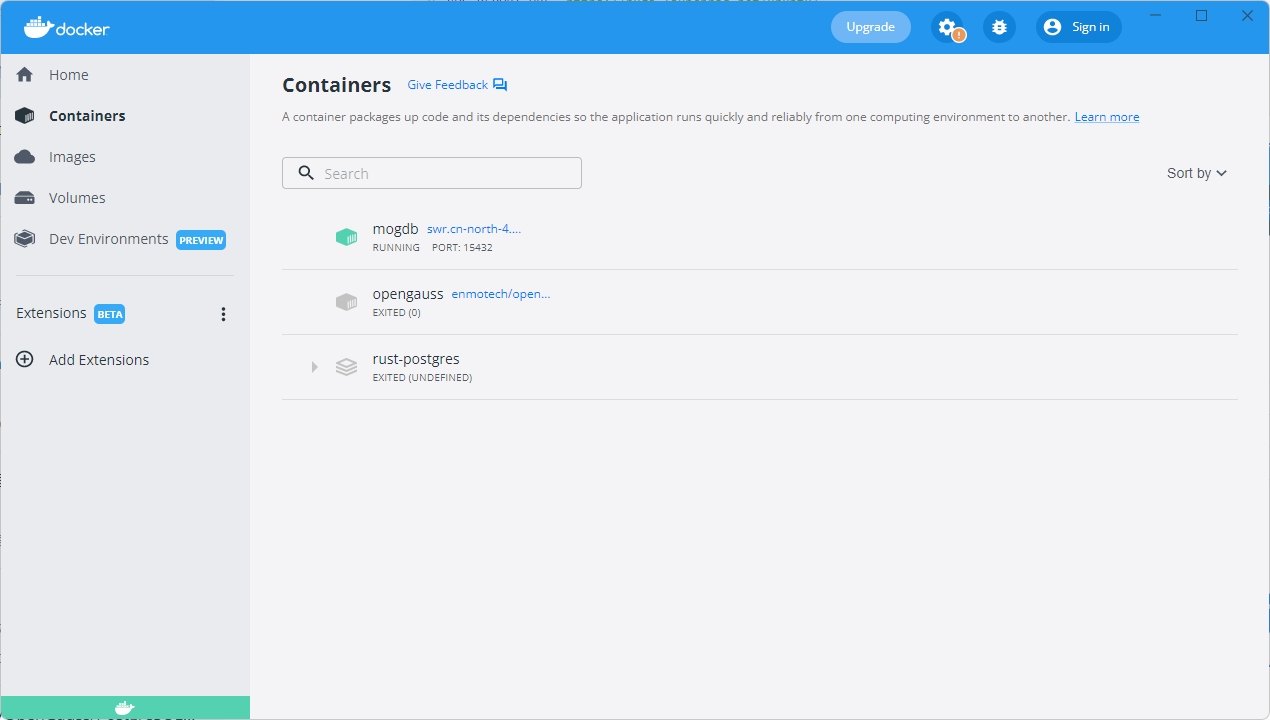 docker
Upgrade
Sign in
Home
Containers
Images
Volumes
Dev Environments PREVIEW
Extensions BETA
Add Extensions
Containers Give Feedback
A container packages up code and its dependencies so the application runs quickly and reliably from one computing environment to another. Learn more
Search
Sort by
mogdb swr.cn-north-4....
RUNNING PORT: 15432
opengauss enmotech/open...
EXITED (0)
rust-postgres
EXITED (UNDEFINED)